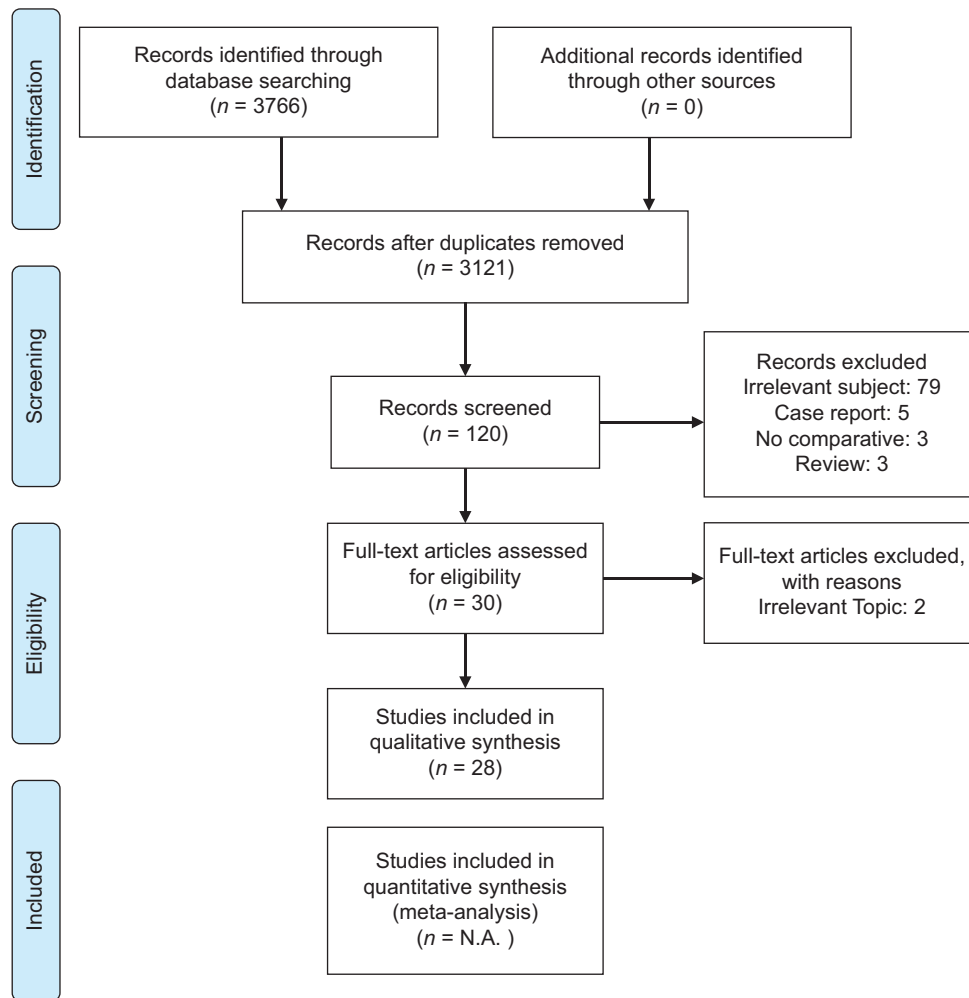 Identification
Records identified through
database searching
(n = 3766)
Additional records identified
through other sources
(n = 0)
Records after duplicates removed
(n = 3121)
Screening
Records screened
(n = 120)
Records excluded
Irrelevant subject: 79
Case report: 5
No comparative: 3
Review: 3
Eligibility
Full-text articles assessed
for eligibility
(n = 30)
Full-text articles excluded,
with reasons
Irrelevant Topic: 2
Studies included in
qualitative synthesis
(n = 28)
Included
Studies included in
quantitative synthesis
(meta-analysis)
(n = N.A. )